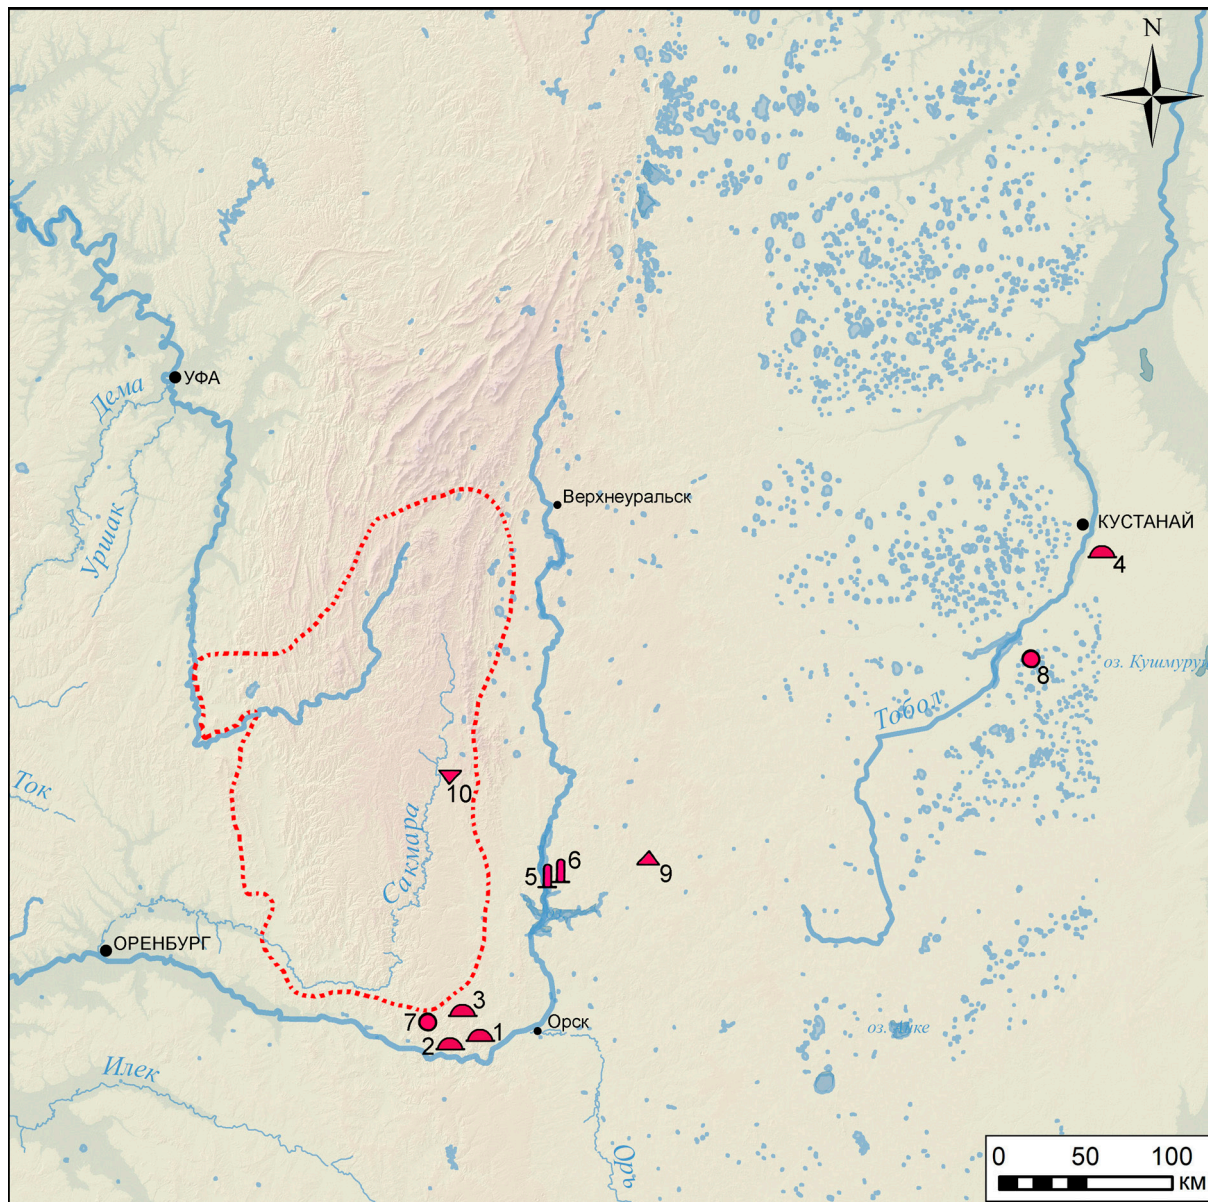 N
УФА
Дема
Уршак
Верхнеуральск
КУСТАНАЙ
4
оз. Кушмурун
8
Тобол
Ток
10
Сакмара
5
6
9
ОРЕНБУРГ
7
3
2
1
Орск
оз. Айке
Илек
Орь
0 50 100
КМ